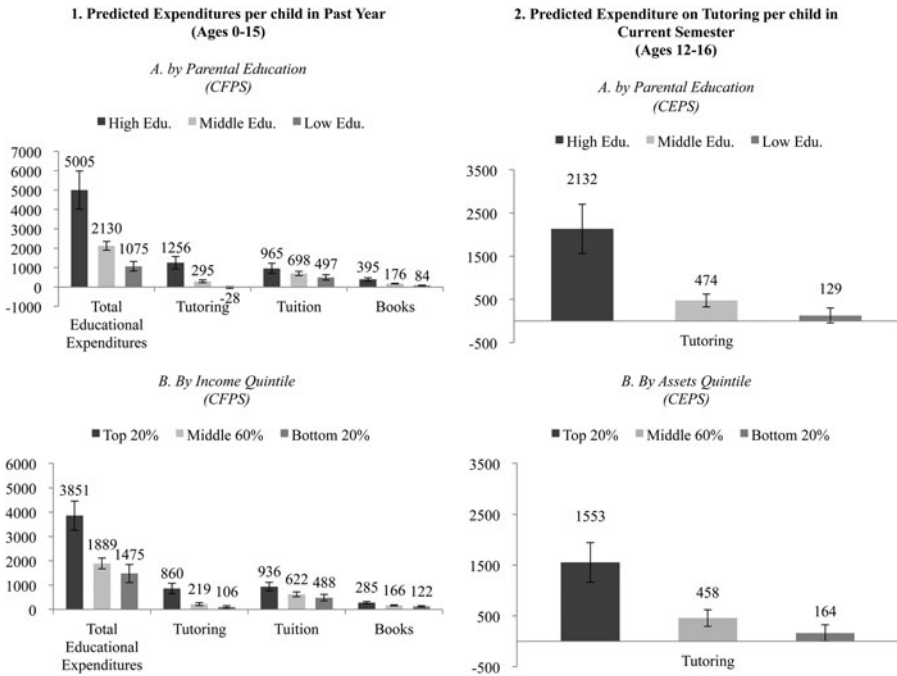 1. Predicted Expenditures per child in Past Year
(Ages 0-15)
A. by Parental Education
(CFPS)
High Edu. Middle Edu. Low Edu.
7000
6000
5000
4000
3000
2000
1000
0
-1000
5005
2130
1075
1256
295
-28
965
698
497
395
176
84
Total
Educational
Expenditures
Tutoring
Tuition
Books
B. By Income Quintile
(CFPS)
Top 20% Middle 60% Bottom 20%
6000
5000
4000
3000
2000
1000
0
3851
1889
1475
860
219
106
936
622
488
285
166
122
Total
Educational
Expenditures
Tutoring
Tuition
Books
2. Predicted Expenditure on Tutoring per child in
Current Semester
(Ages 12-16)
A. by Parental Education
(CEPS)
High Edu. Middle Edu. Low Edu.
3500
2500
1500
500
-500
2132
474
129
Tutoring
B. By Assets Quintile
(CEPS)
Top 20% Middle 60% Bottom 20%
3500
2500
1500
500
-500
1553
458
164
Tutoring